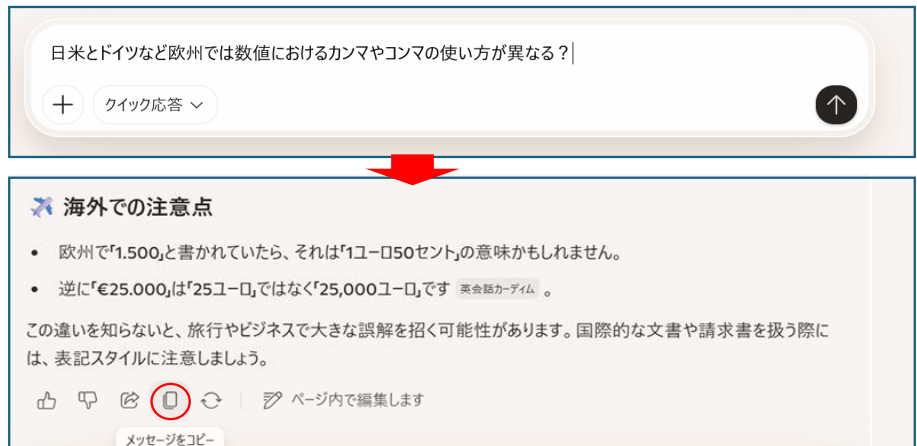 日米とドイツなど欧州では数値におけるカンマやコンマの使い方が異なる？
クイック応答
海外での注意点
• 欧州で「1.500」と書かれていたら、それは「1ユーロ50セント」の意味かもしれません。
• 逆に「€25.000」は「25ユーロ」ではなく「25,000ユーロ」です 英会話カーディム 。
この違いを知らないと、旅行やビジネスで大きな誤解を招く可能性があります。国際的な文書や請求書を扱う際に
は、表記スタイルに注意しましょう。
ページ内で編集します
メッセージをコピー